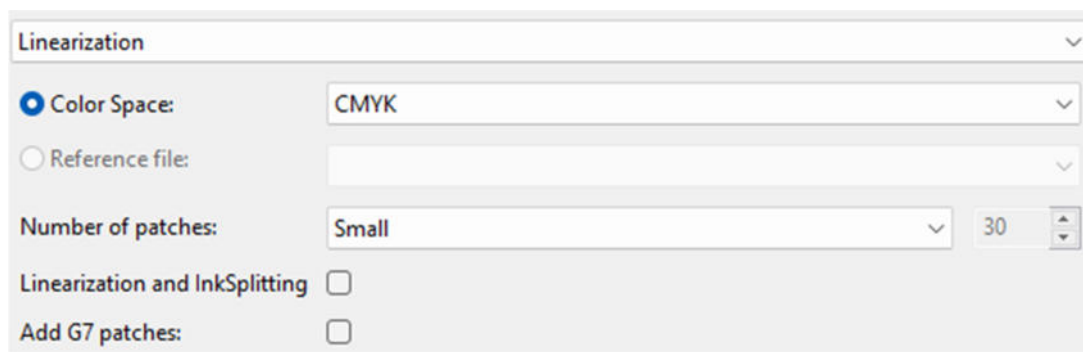 Linearization
Color Space: CMYK
Reference file:
Number of patches: Small 30
Linearization and InkSplitting
Add G7 patches: